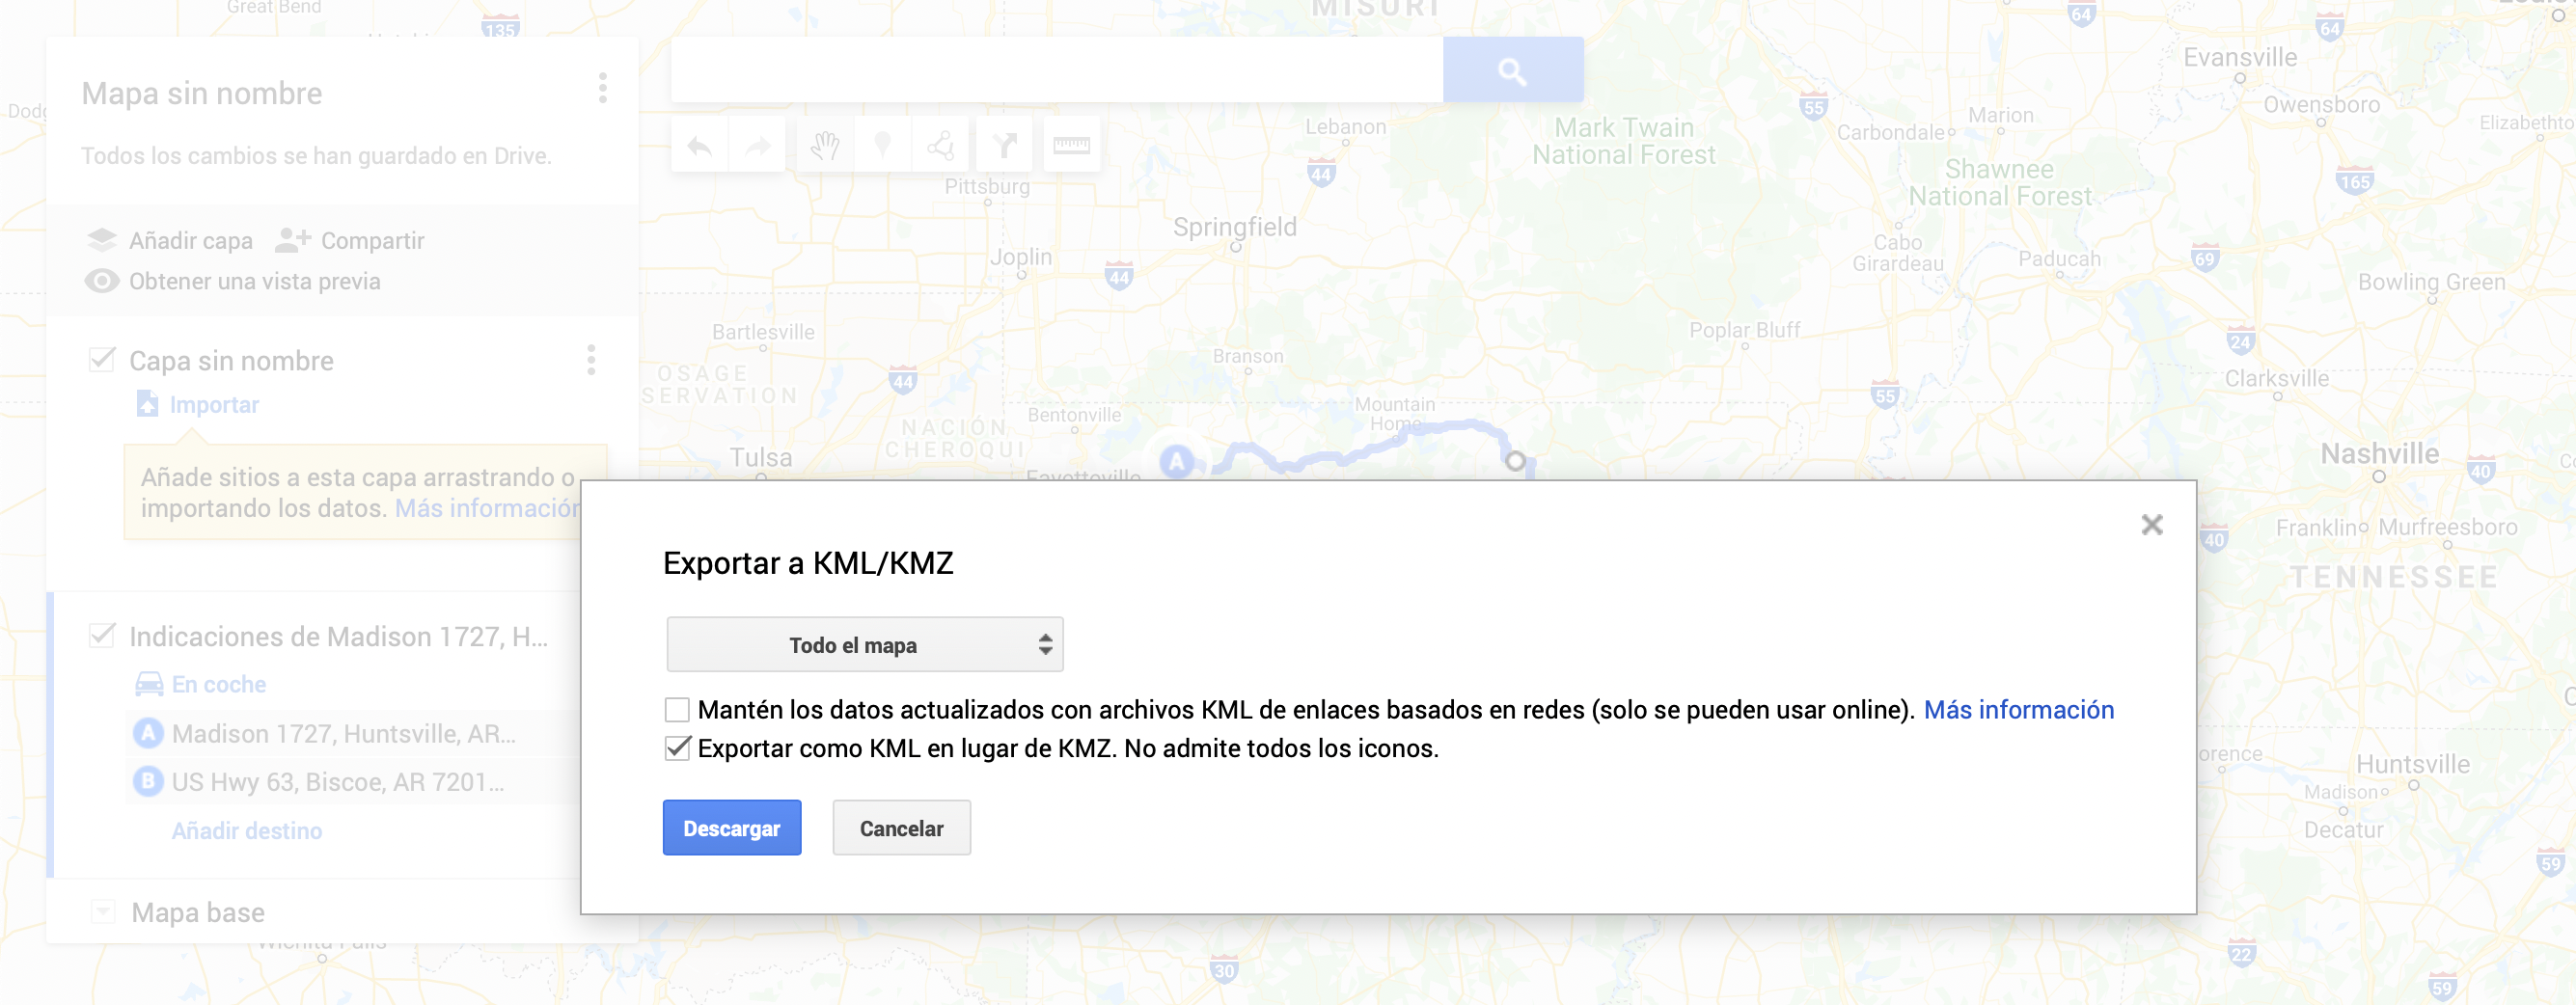 Great Bend
MISURI
135
64
64
Mapa sin nombre
Evansville
55
Owensboro
Marion
Todos los cambios se han guardado en Drive.
Lebanon
Mark Twain
National Forest
Carbondale
44
Pittsburg
Shawnee
National Forest
165
Añadir capa
Compartir
Springfield
Cabo
Girardeau
Joplin
44
Paducah
69
Obtener una vista previa
Bowling Green
Bartlesville
Poplar Bluff
24
Capa sin nombre
Branson
OSAGE
44
Clarksville
SERVATION
55
Importar
Mountain
Home
Bentonville
NACIÓN
CHEROQUI
Tulsa
A
Nashville
40
Fayetteville
Añade sitios a esta capa arrastrando o
importando los datos. Más información
Franklin
Murfreesboro
40
TENNESSEE
Exportar a KML/KMZ
Indicaciones de Madison 1727, H...
Todo el mapa
En coche
Mantén los datos actualizados con archivos KML de enlaces basados en redes (solo se pueden usar online). Más información
A Madison 1727, Huntsville, AR...
Exportar como KML en lugar de KMZ. No admite todos los iconos.
orence
Huntsville
B US Hwy 63, Biscoe, AR 7201...
Madison
Añadir destino
Descargar
Cancelar
Decatur
59
Mapa base
Wichita Falls
30
22
59